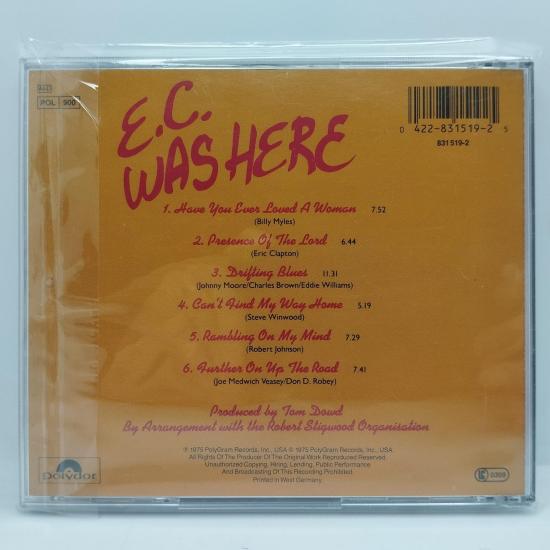 E.C.
WAS HERE
POL 900
0 422-831519-2 5
831 519-2
1. Have You Ever Loved A Woman 7.52
(Billy Myles)
2. Presence Of The Lord 6.44
(Eric Clapton)
3. Drifting Blues 11.31
(Johnny Moore/Charles Brown/Eddie Williams)
4. Can't Find My Way Home 5.19
(Steve Winwood)
5. Rambling On My Mind 7.29
(Robert Johnson)
6. Further On Up The Road 7.41
(Joe Medwich Veasey/Don D. Robey)
Produced by Tom Dowd
By Arrangement with the Robert Stigwood Organisation
℗ 1975 PolyGram Records, Inc., USA © 1975 PolyGram Records, Inc., USA
All Rights Of The Producer Of The Original Work Reproduced Reserved.
Unauthorized Copying, Hiring, Lending, Public Performance
And Broadcasting Of This Recording Prohibited.
Printed in West Germany.
polydor